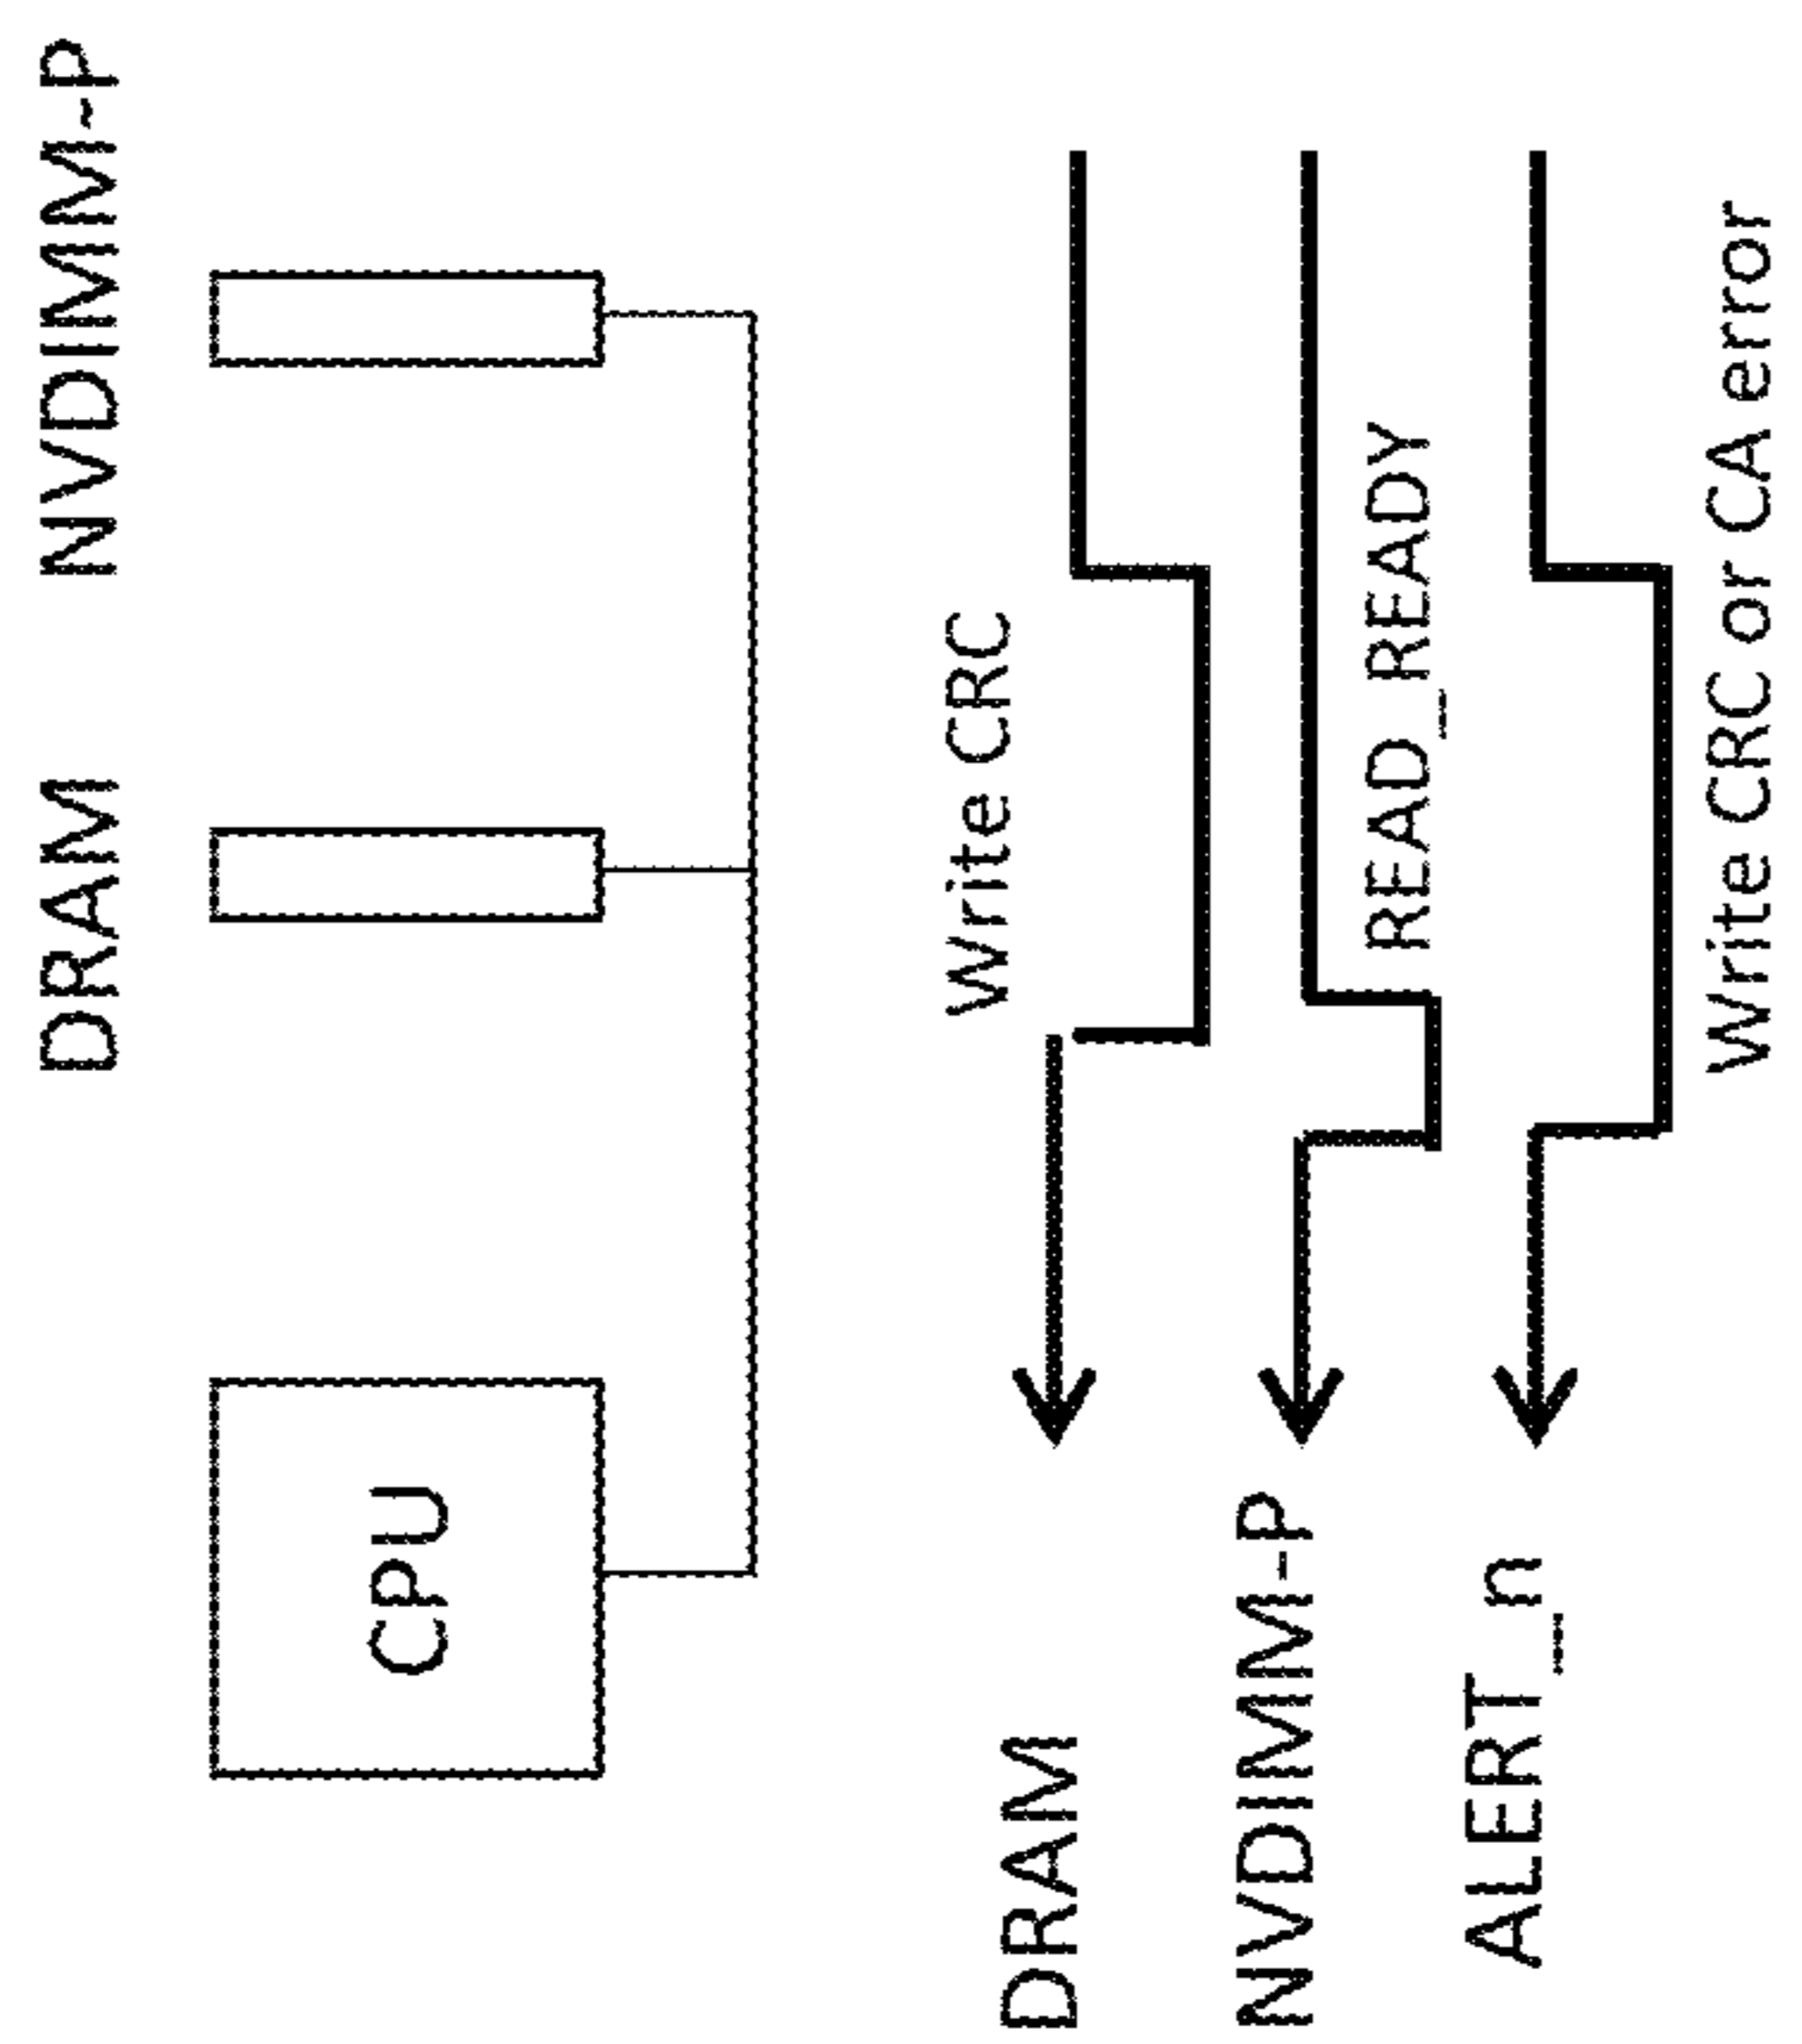 DRAM
NVDIMM-P
CPU
DRAM
Write CRC
NVDIMM-P
READ_READY
ALERT_n
Write CRC or CA error